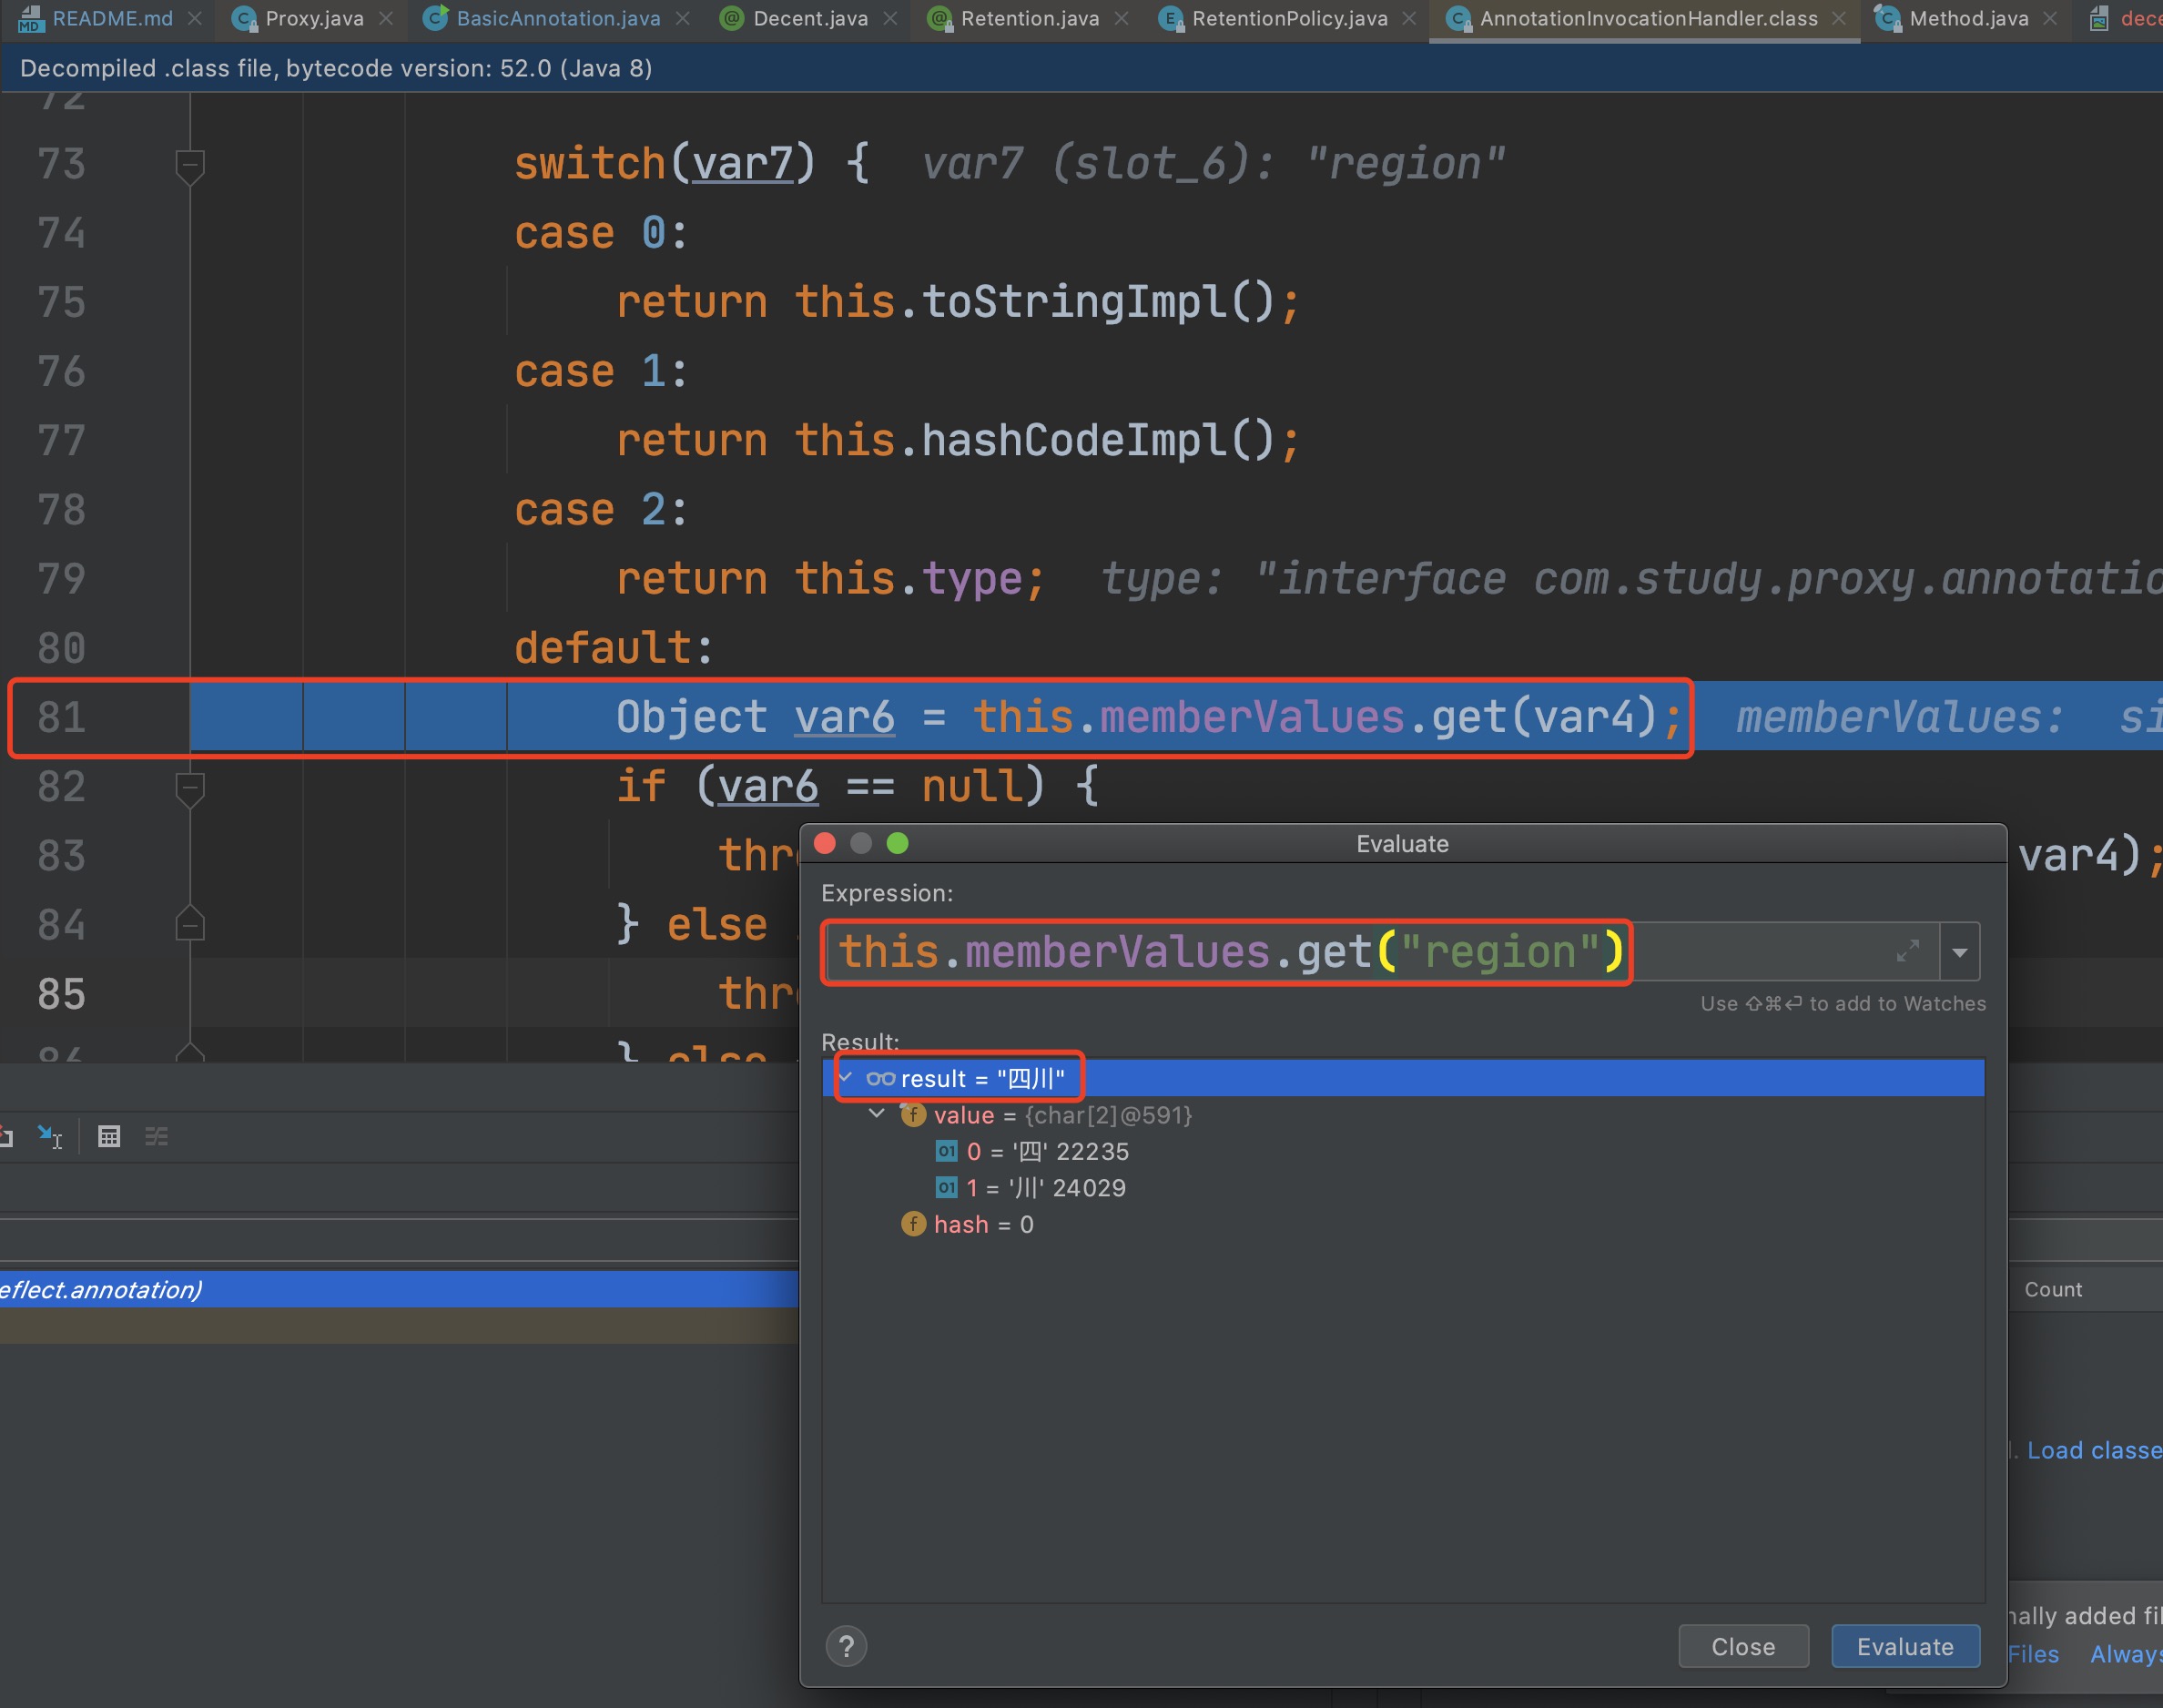 README.md Proxy.java BasicAnnotation.java Decent.java Retention.java RetentionPolicy.java AnnotationInvocationHandler.class Method.java
Decompiled .class file, bytecode version: 52.0 (Java 8)
72
73 switch(var7) { var7 (slot_6): "region"
74 case 0:
75 return this.toStringImpl();
76 case 1:
77 return this.hashCodeImpl();
78 case 2:
79 return this.type; type: "interface com.study.proxy.annotatio
80 default:
81 Object var6 = this.memberValues.get(var4); memberValues: si
82 if (var6 == null) {
83 thr var4);
84 } else
85 thr
86 } else
Evaluate
Expression:
this.memberValues.get("region")
Use ⇧⌘⏎ to add to Watches
Result:
result = "四川"
value = {char[2]@591}
0 = '四' 22235
1 = '川' 24029
hash = 0
eflect.annotation)
Count
Load classe
? Close Evaluate
nally added fil
Files Always